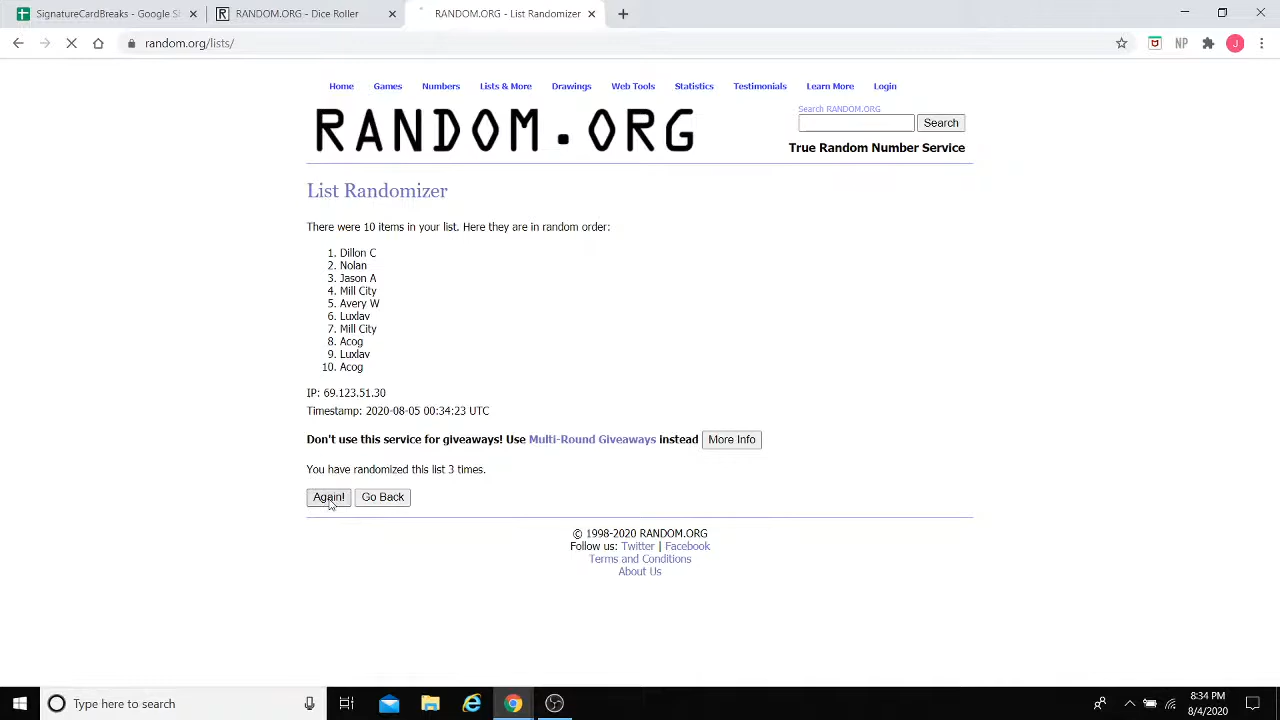 SignatureCardBreaks - Google Sh
RANDOM.ORG - Dice Roller
RANDOM.ORG - List Randomizer
random.org/lists/
NP
J
Home Games Numbers Lists & More Drawings Web Tools Statistics Testimonials Learn More Login
RANDOM.ORG
Search RANDOM.ORG
Search
True Random Number Service
List Randomizer
There were 10 items in your list. Here they are in random order:
1. Dillon C
2. Nolan
3. Jason A
4. Mill City
5. Avery W
6. Luxlav
7. Mill City
8. Acog
9. Luxlav
10. Acog
IP: 69.123.51.30
Timestamp: 2020-08-05 00:34:23 UTC
Don't use this service for giveaways! Use Multi-Round Giveaways instead More Info
You have randomized this list 3 times.
Again! Go Back
© 1998-2020 RANDOM.ORG
Follow us: Twitter | Facebook
Terms and Conditions
About Us
Type here to search
8:34 PM
8/4/2020